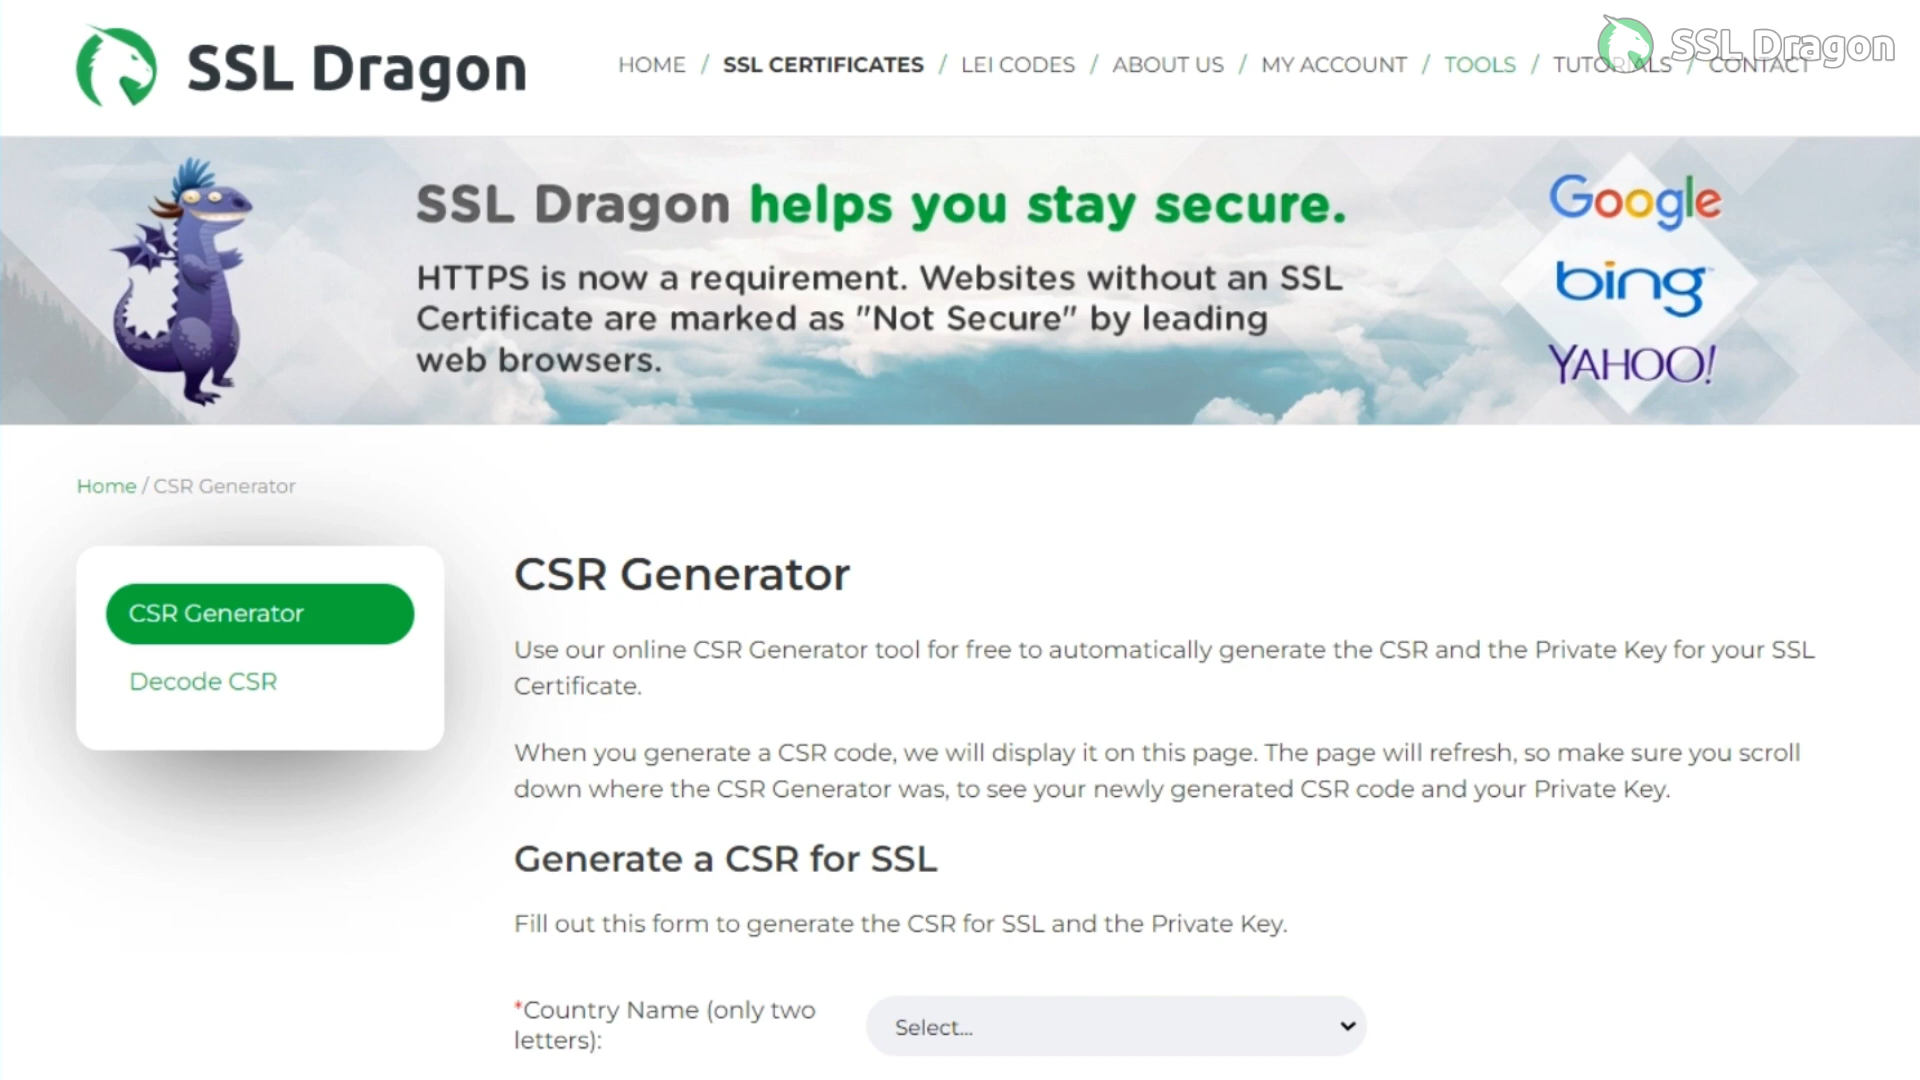 SSL Dragon
HOME / SSL CERTIFICATES / LEI CODES / ABOUT US / MY ACCOUNT / TOOLS / TUTORIALS / CONTACT
SSL Dragon
SSL Dragon helps you stay secure.
HTTPS is now a requirement. Websites without an SSL
Certificate are marked as "Not Secure" by leading
web browsers.
Google
bing
YAHOO!
Home / CSR Generator
CSR Generator
Decode CSR
CSR Generator
Use our online CSR Generator tool for free to automatically generate the CSR and the Private Key for your SSL
Certificate.
When you generate a CSR code, we will display it on this page. The page will refresh, so make sure you scroll
down where the CSR Generator was, to see your newly generated CSR code and your Private Key.
Generate a CSR for SSL
Fill out this form to generate the CSR for SSL and the Private Key.
*Country Name (only two
letters):
Select...